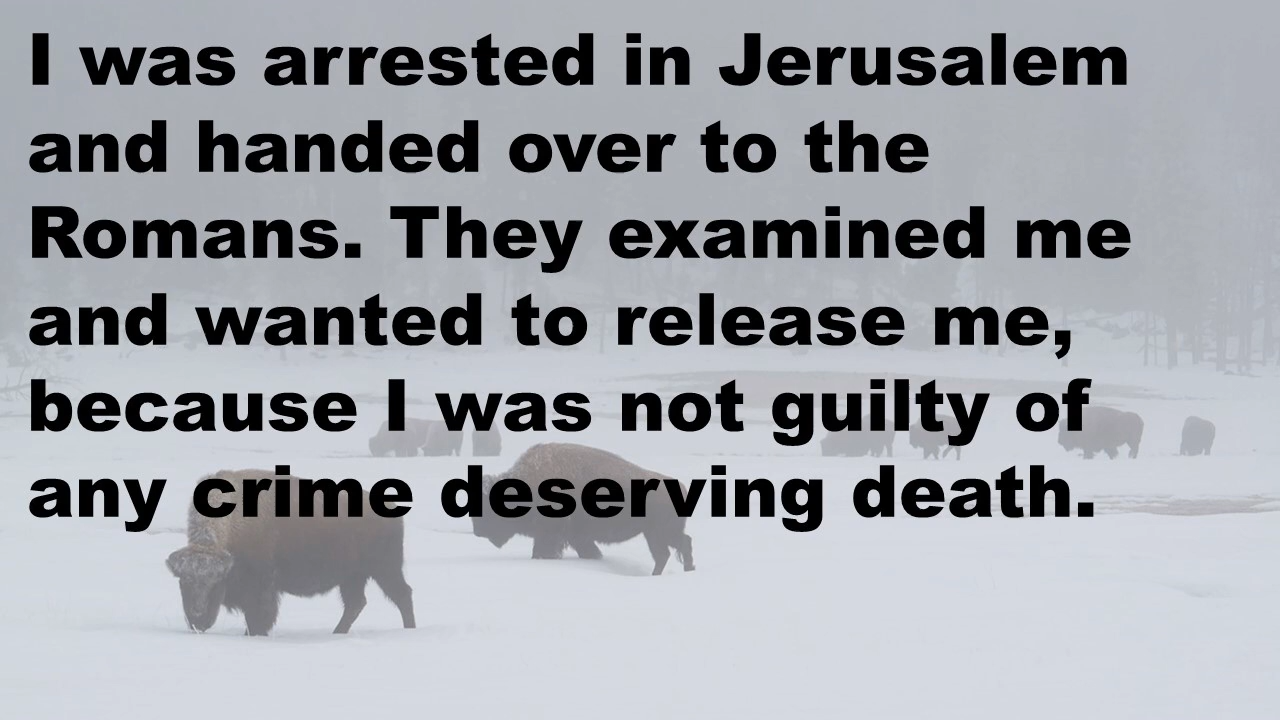 I was arrested in Jerusalem
and handed over to the
Romans. They examined me
and wanted to release me,
because I was not guilty of
any crime deserving death.